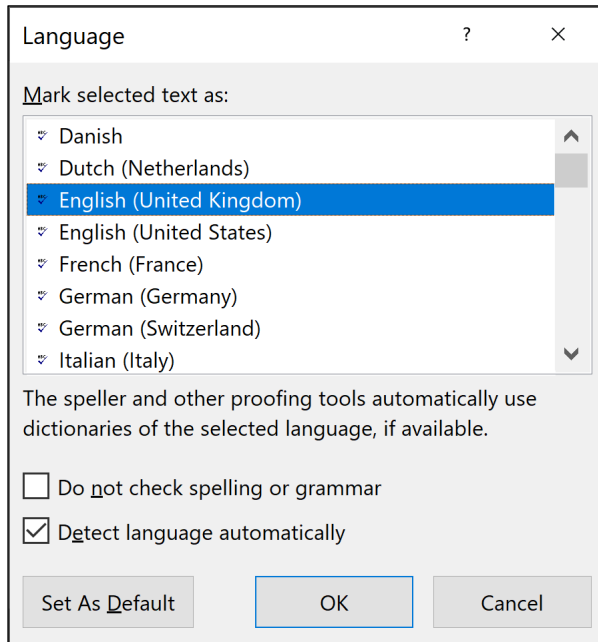 Language ?
Mark selected text as:
Danish
Dutch (Netherlands)
English (United Kingdom)
English (United States)
French (France)
German (Germany)
German (Switzerland)
Italian (Italy)
The speller and other proofing tools automatically use
dictionaries of the selected language, if available.
Do not check spelling or grammar
Detect language automatically
Set As Default OK Cancel